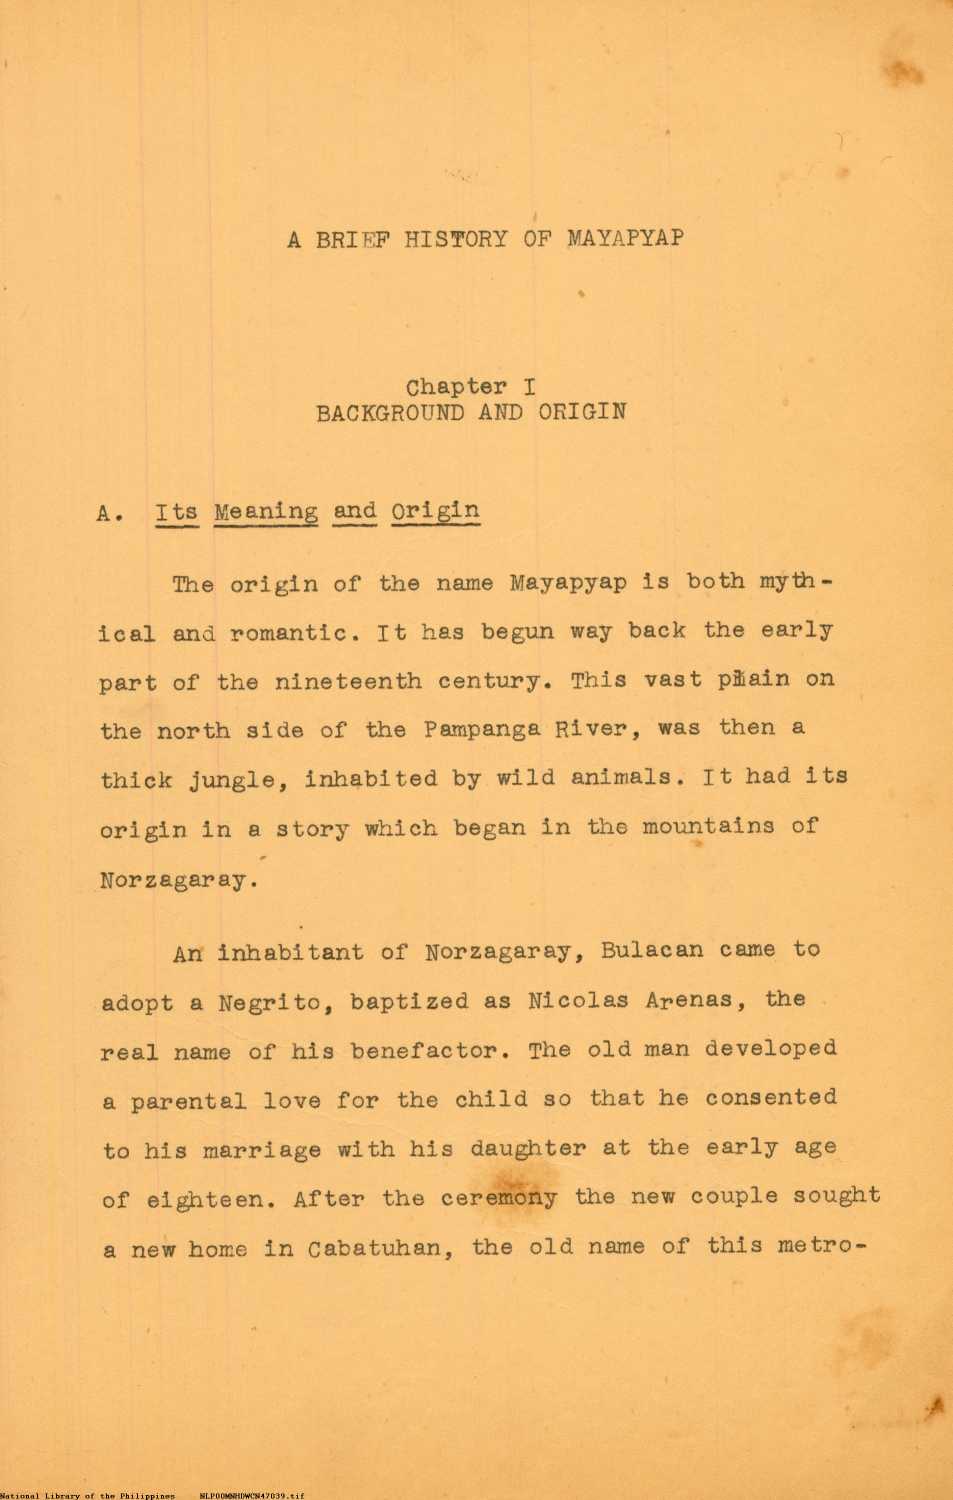 A BRIEF HISTORY OF MAYAPYAP
Chapter I
BACKGROUND AND ORIGIN
A. Its Meaning and Origin
The origin of the name Mayapyap is both myth-
ical and romantic. It has begun way back the early
part of the nineteenth century. This vast plain on
the north side of the Pampanga River, was then a
thick jungle, inhabited by wild animals. It had its
origin in a story which began in the mountains of
Norzagaray.
An inhabitant of Norzagaray, Bulacan came to
adopt a Negrito, baptized as Nicolas Arenas, the
real name of his benefactor. The old man developed
a parental love for the child so that he consented
to his marriage with his daughter at the early age
of eighteen. After the ceremony the new couple sought
a new home in Cabatuhan, the old name of this metro-
National Library of the Philippines NLP00MNHDWCN47039.tif